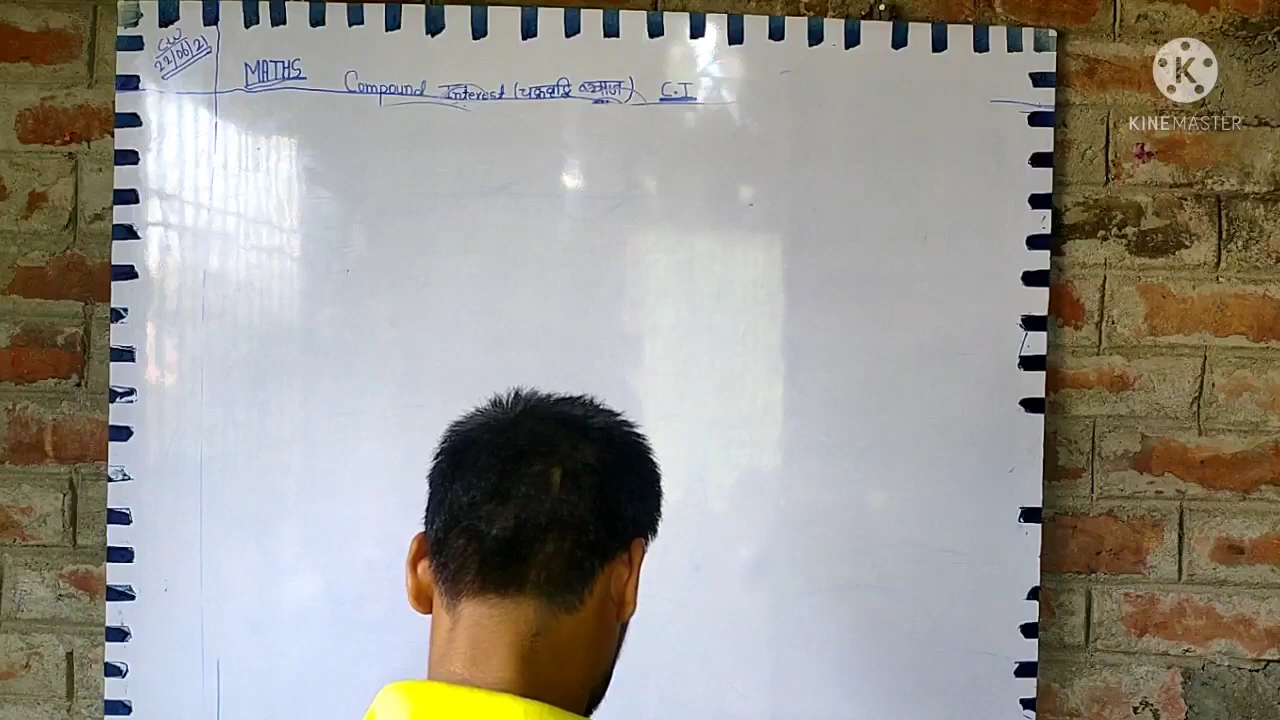 CW
22/06/21
MATHS
Compound Interest (चक्रवृद्धि ब्याज) C.I
KINEMASTER